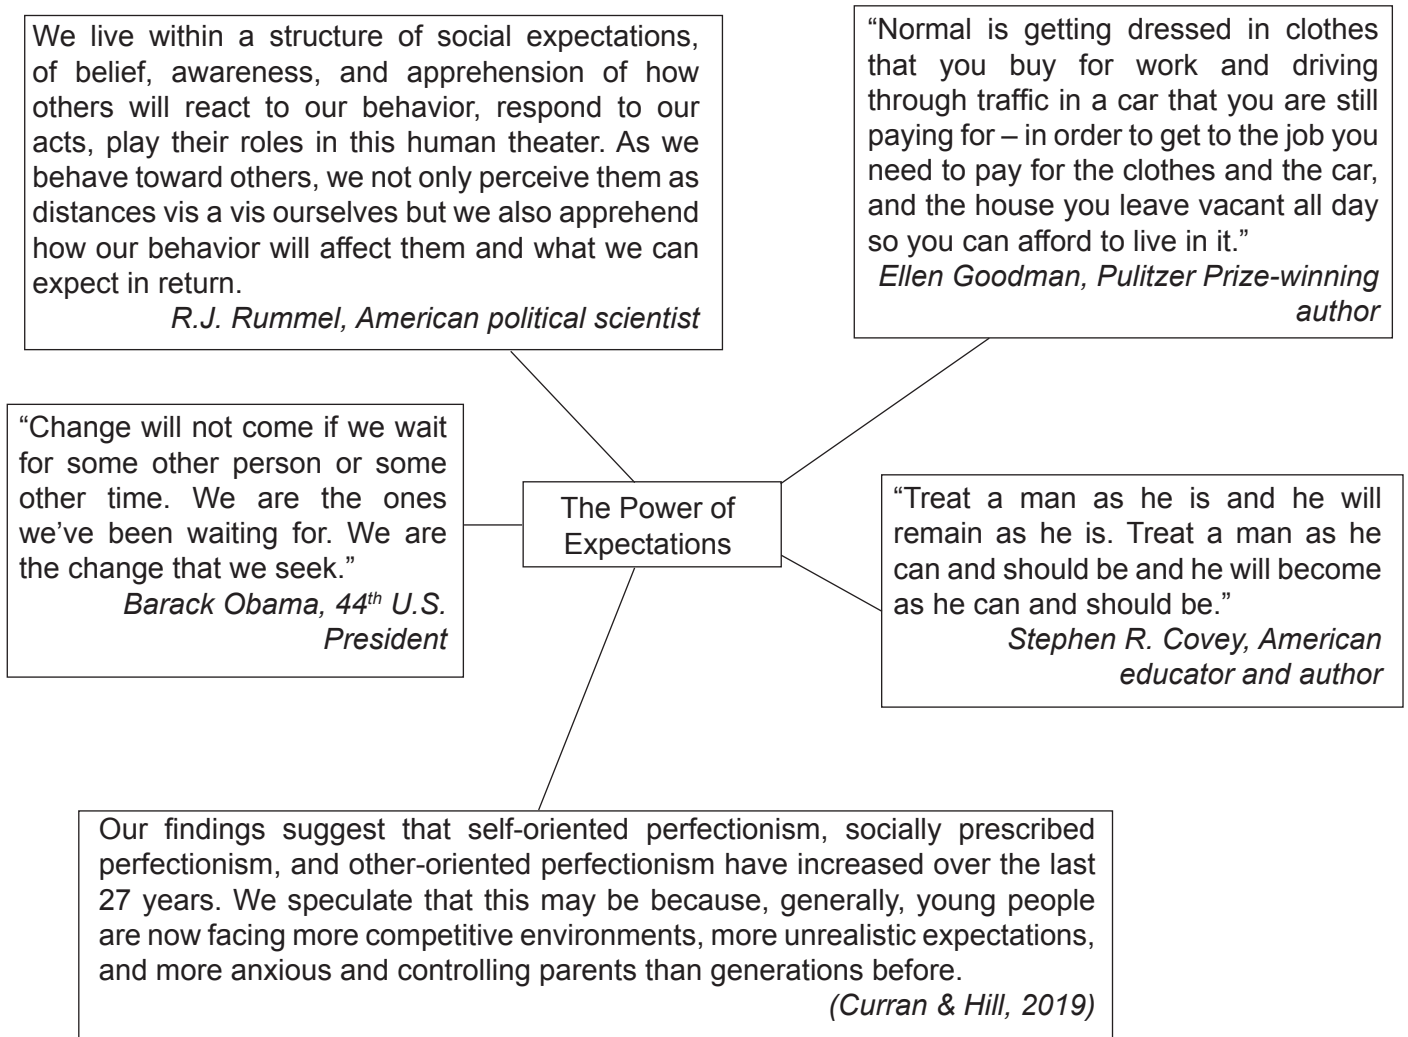 We live within a structure of social expectations,
of belief, awareness, and apprehension of how
others will react to our behavior, respond to our
acts, play their roles in this human theater. As we
behave toward others, we not only perceive them as
distances vis a vis ourselves but we also apprehend
how our behavior will affect them and what we can
expect in return.
R.J. Rummel, American political scientist
“Normal is getting dressed in clothes
that you buy for work and driving
through traffic in a car that you are still
paying for – in order to get to the job you
need to pay for the clothes and the car,
and the house you leave vacant all day
so you can afford to live in it.”
Ellen Goodman, Pulitzer Prize-winning
author
“Change will not come if we wait
for some other person or some
other time. We are the ones
we’ve been waiting for. We are
the change that we seek.”
Barack Obama, 44th U.S.
President
The Power of
Expectations
“Treat a man as he is and he will
remain as he is. Treat a man as he
can and should be and he will become
as he can and should be.”
Stephen R. Covey, American
educator and author
Our findings suggest that self-oriented perfectionism, socially prescribed
perfectionism, and other-oriented perfectionism have increased over the last
27 years. We speculate that this may be because, generally, young people
are now facing more competitive environments, more unrealistic expectations,
and more anxious and controlling parents than generations before.
(Curran & Hill, 2019)